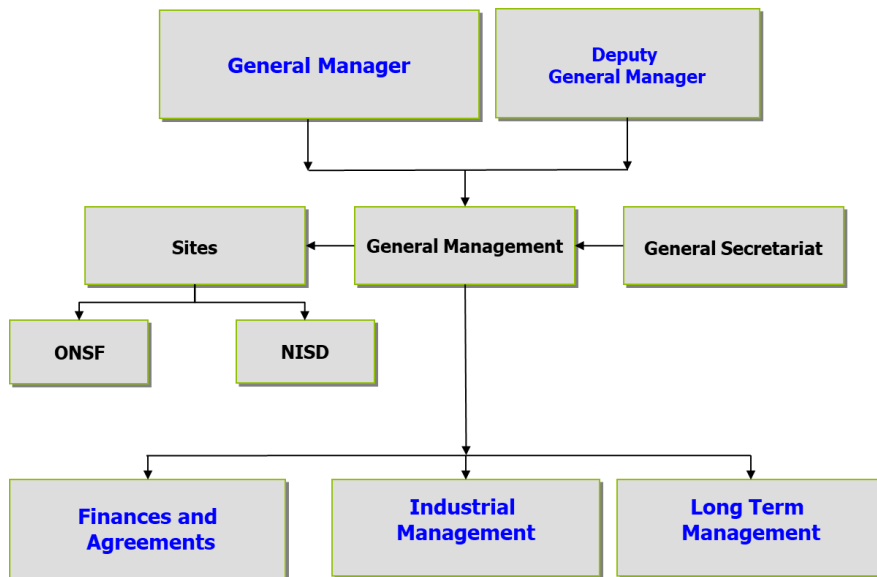 General Manager
Deputy
General Manager
Sites
General Management
General Secretariat
ONSF
NISD
Finances and
Agreements
Industrial
Management
Long Term
Management